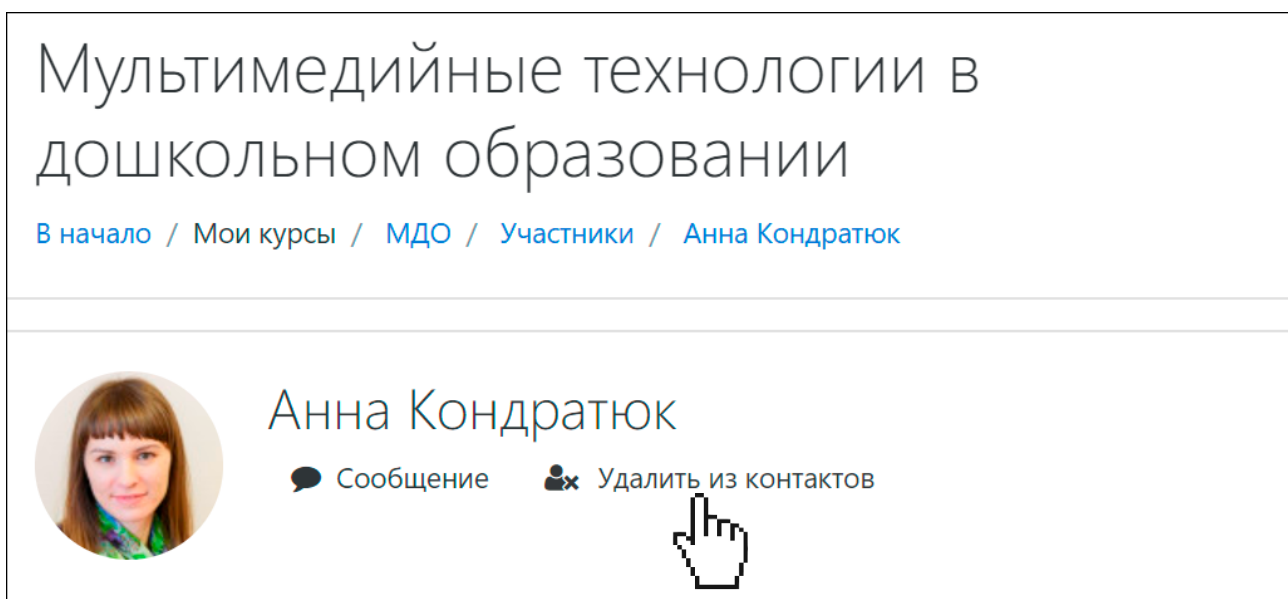 Мультимедийные технологии в
дошкольном образовании
В начало / Мои курсы / МДО / Участники / Анна Кондратюк
Анна Кондратюк
Сообщение Удалить из контактов